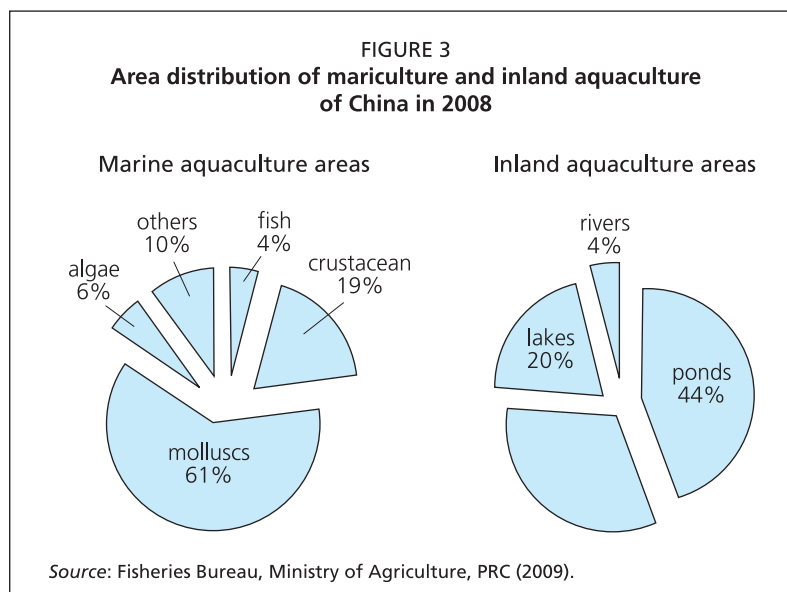 FIGURE 3
Area distribution of mariculture and inland aquaculture
of China in 2008
Marine aquaculture areas
others
10%
fish
4%
algae
6%
crustacean
19%
molluscs
61%
Inland aquaculture areas
rivers
4%
lakes
20%
ponds
44%
Source: Fisheries Bureau, Ministry of Agriculture, PRC (2009).